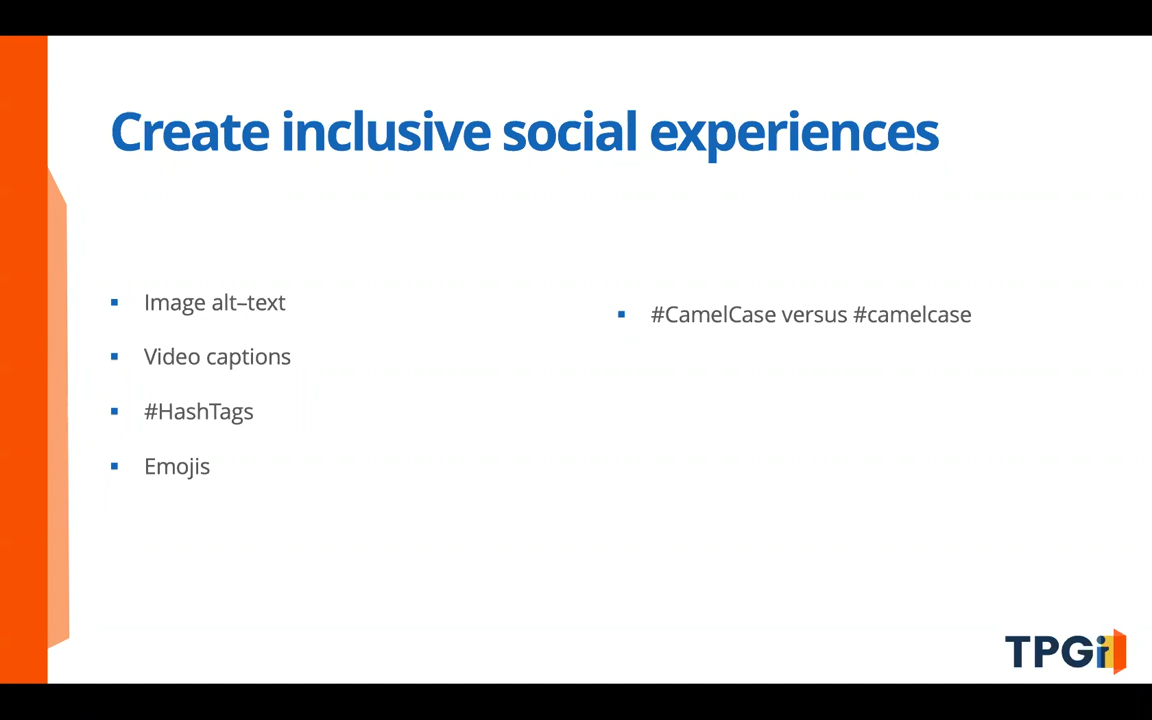 Create inclusive social experiences
Image alt–text
Video captions
#HashTags
Emojis
#CamelCase versus #camelcase
TPGi